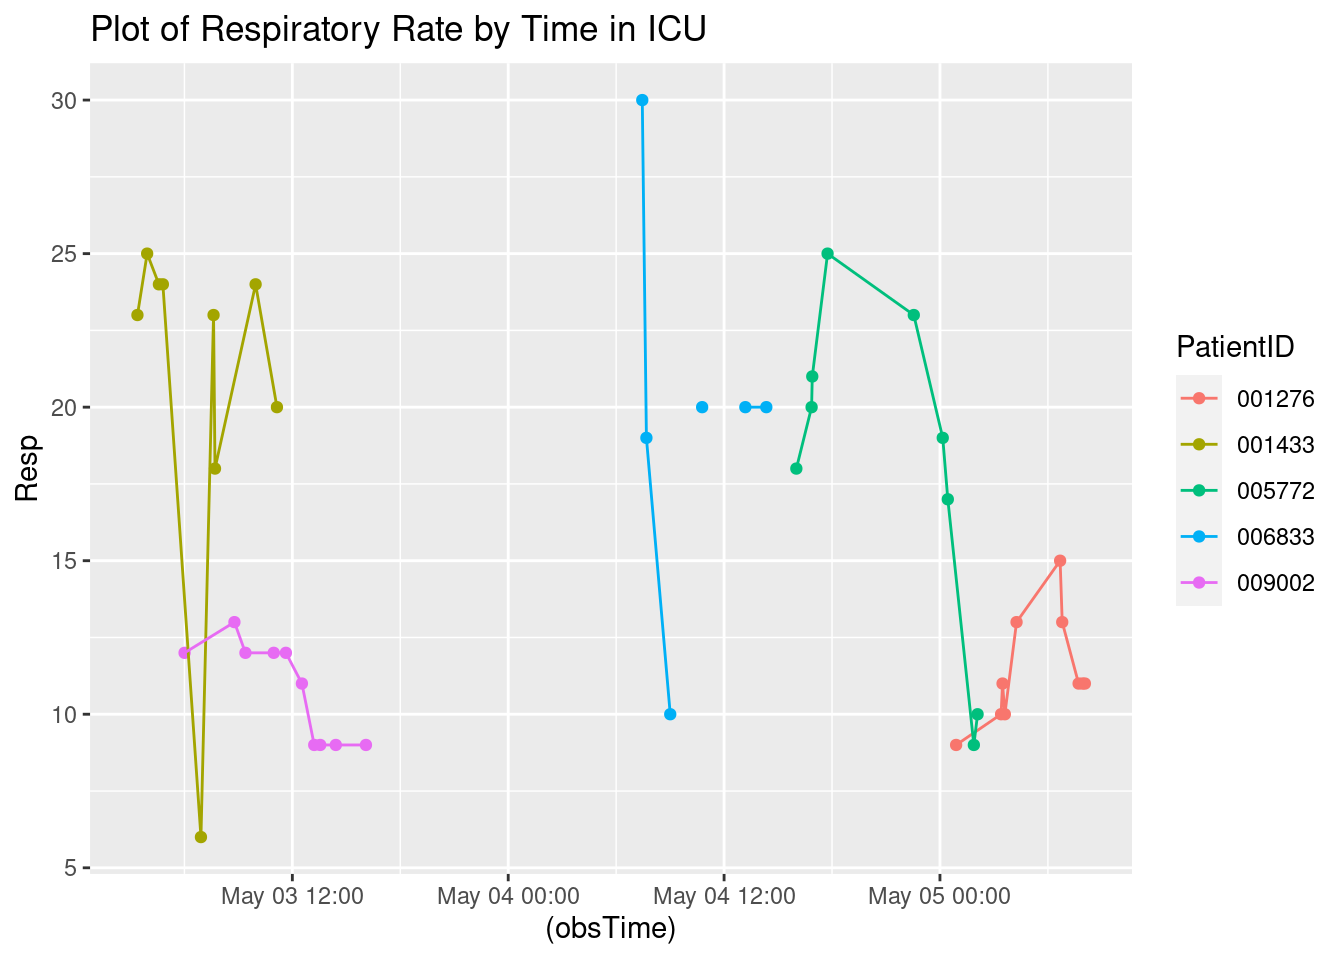 Plot of Respiratory Rate by Time in ICU
30
25
20
15
10
5
Resp
May 03 12:00
May 04 00:00
May 04 12:00
May 05 00:00
(obsTime)
PatientID
001276
001433
005772
006833
009002